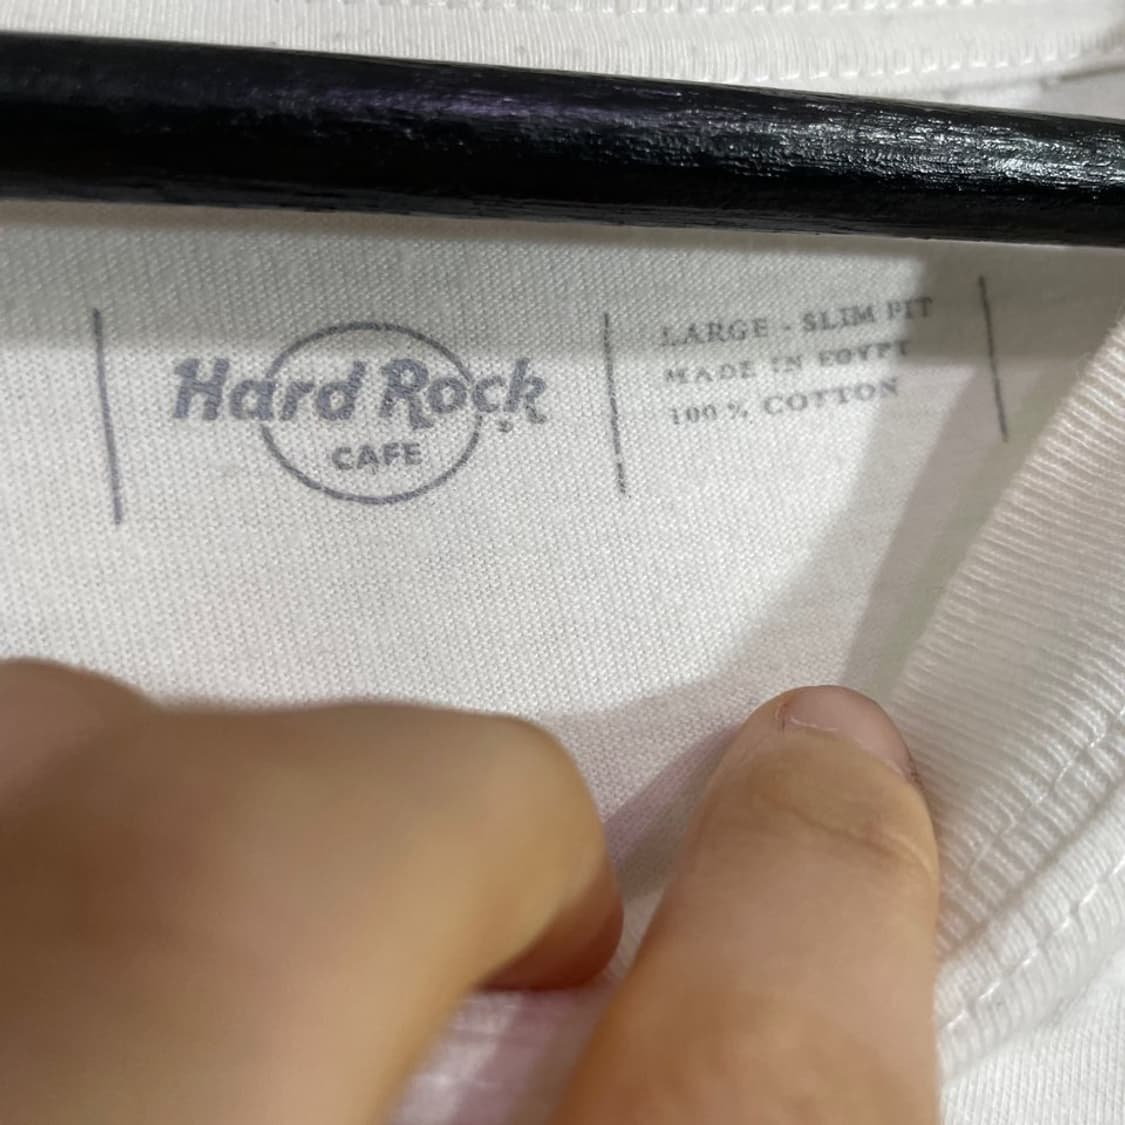 Hard Rock
CAFE
LARGE - SLIM FIT
MADE IN EGYPT
100% COTTON